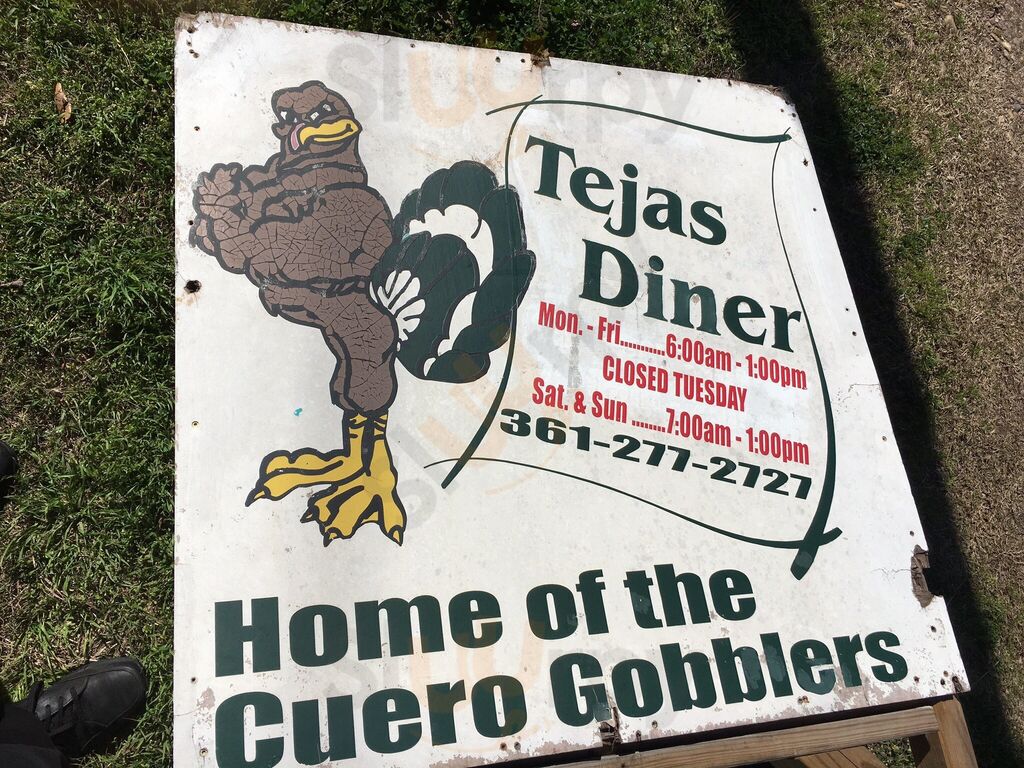 Tejas
Diner
Mon. - Fri...........6:00am - 1:00pm
CLOSED TUESDAY
Sat. & Sun ........7:00am - 1:00pm
361-277-2727
Home of the
Cuero Gobblers